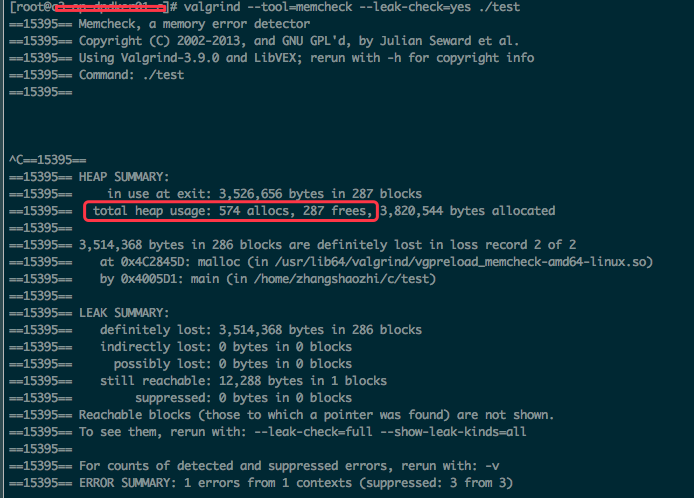 [root@ ]# valgrind --tool=memcheck --leak-check=yes ./test
==15395== Memcheck, a memory error detector
==15395== Copyright (C) 2002-2013, and GNU GPL'd, by Julian Seward et al.
==15395== Using Valgrind-3.9.0 and LibVEX; rerun with -h for copyright info
==15395== Command: ./test
==15395==
^C==15395==
==15395== HEAP SUMMARY:
==15395==     in use at exit: 3,526,656 bytes in 287 blocks
==15395==   total heap usage: 574 allocs, 287 frees, 3,820,544 bytes allocated
==15395==
==15395== 3,514,368 bytes in 286 blocks are definitely lost in loss record 2 of 2
==15395==    at 0x4C2845D: malloc (in /usr/lib64/valgrind/vgpreload_memcheck-amd64-linux.so)
==15395==    by 0x4005D1: main (in /home/zhangshaozhi/c/test)
==15395==
==15395== LEAK SUMMARY:
==15395==    definitely lost: 3,514,368 bytes in 286 blocks
==15395==    indirectly lost: 0 bytes in 0 blocks
==15395==      possibly lost: 0 bytes in 0 blocks
==15395==    still reachable: 12,288 bytes in 1 blocks
==15395==         suppressed: 0 bytes in 0 blocks
==15395== Reachable blocks (those to which a pointer was found) are not shown.
==15395== To see them, rerun with: --leak-check=full --show-leak-kinds=all
==15395==
==15395== For counts of detected and suppressed errors, rerun with: -v
==15395== ERROR SUMMARY: 1 errors from 1 contexts (suppressed: 3 from 3)